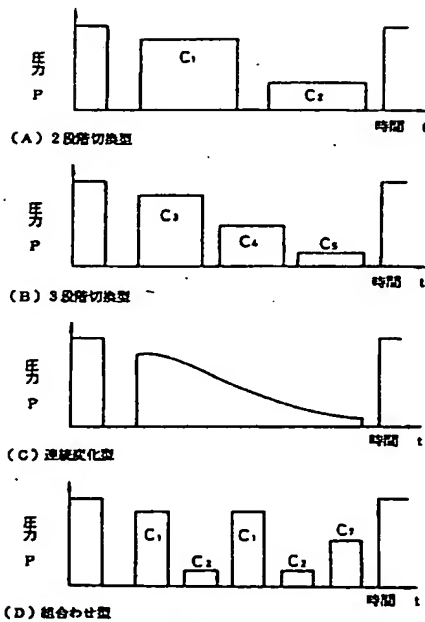 圧力 P
C₁
C₂
時間 t
(A) 2段階切換型
圧力 P
C₃
C₄
C₅
時間 t
(B) 3段階切換型
圧力 P
時間 t
(C) 連続変化型
圧力 P
C₁ C₂ C₁ C₂ C₇
時間 t
(D) 組合わせ型